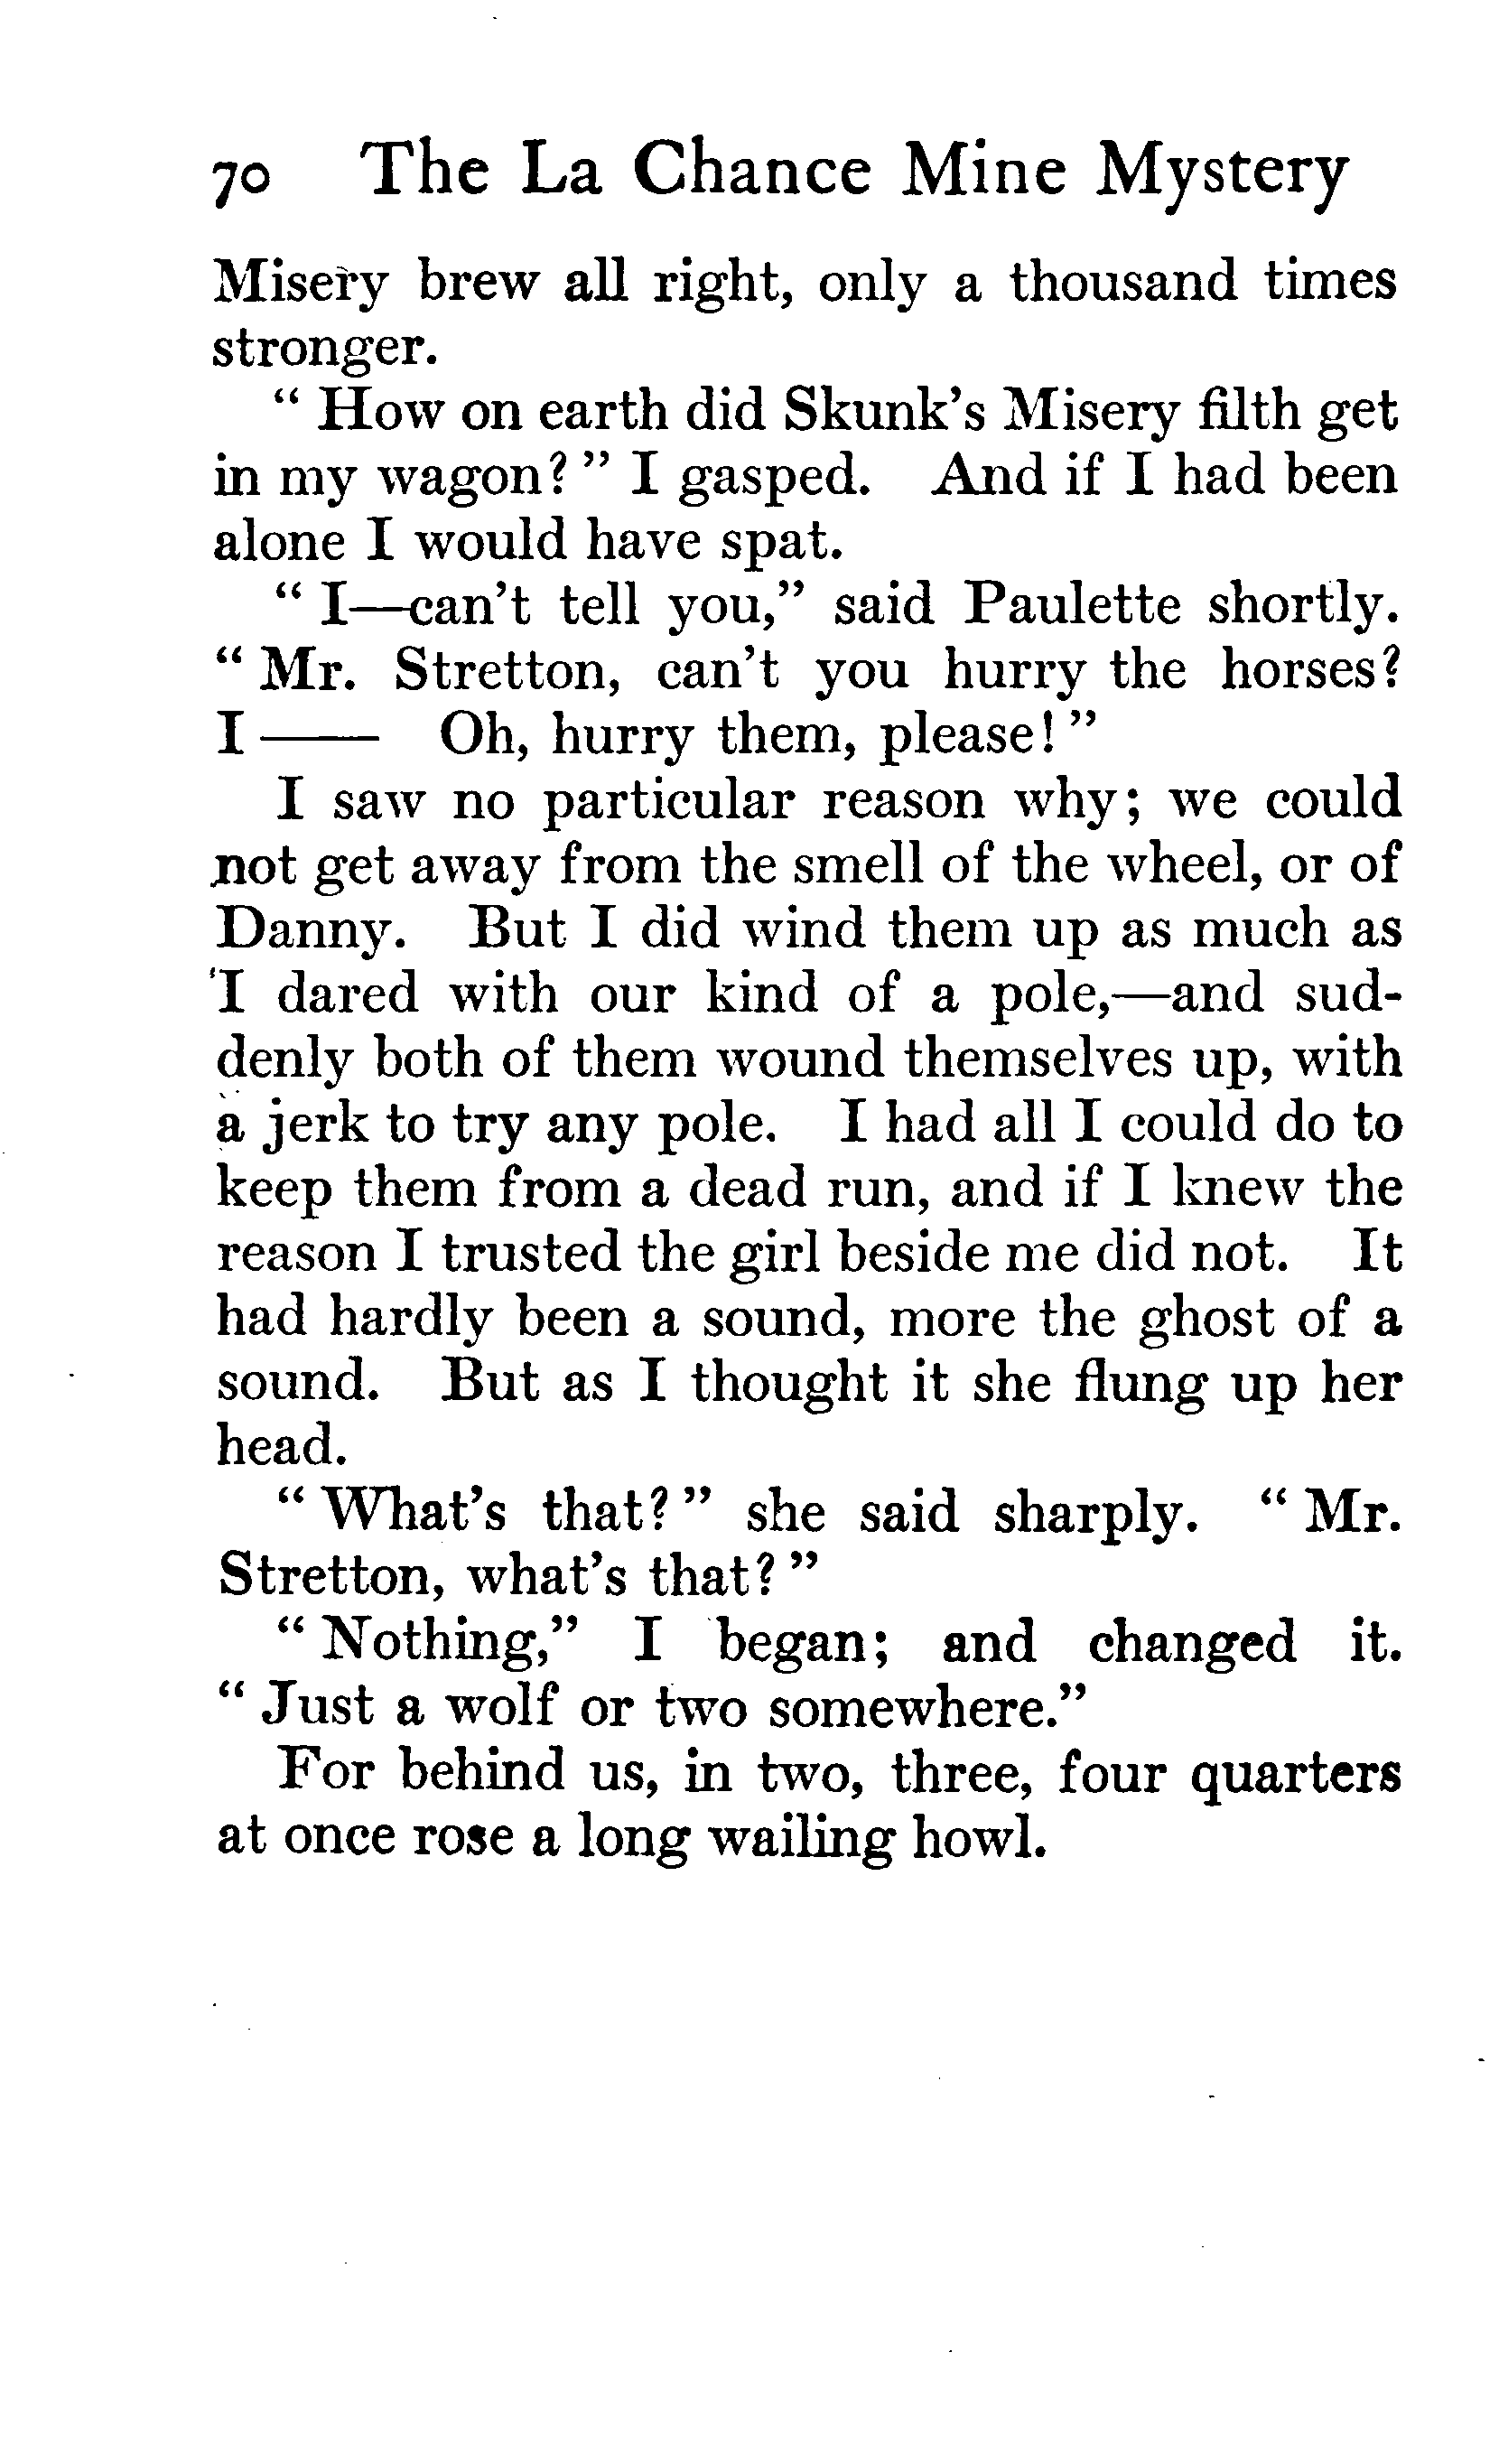 70 The La Chance Mine Mystery
Misery brew all right, only a thousand times
stronger.
" How on earth did Skunk's Misery filth get
in my wagon? " I gasped. And if I had been
alone I would have spat.
" I—can't tell you," said Paulette shortly.
" Mr. Stretton, can't you hurry the horses?
I —— Oh, hurry them, please! "
I saw no particular reason why; we could
not get away from the smell of the wheel, or of
Danny. But I did wind them up as much as
I dared with our kind of a pole,—and sud-
denly both of them wound themselves up, with
a jerk to try any pole. I had all I could do to
keep them from a dead run, and if I knew the
reason I trusted the girl beside me did not. It
had hardly been a sound, more the ghost of a
sound. But as I thought it she flung up her
head.
" What's that? " she said sharply. " Mr.
Stretton, what's that? "
" Nothing," I began; and changed it.
" Just a wolf or two somewhere."
For behind us, in two, three, four quarters
at once rose a long wailing howl.